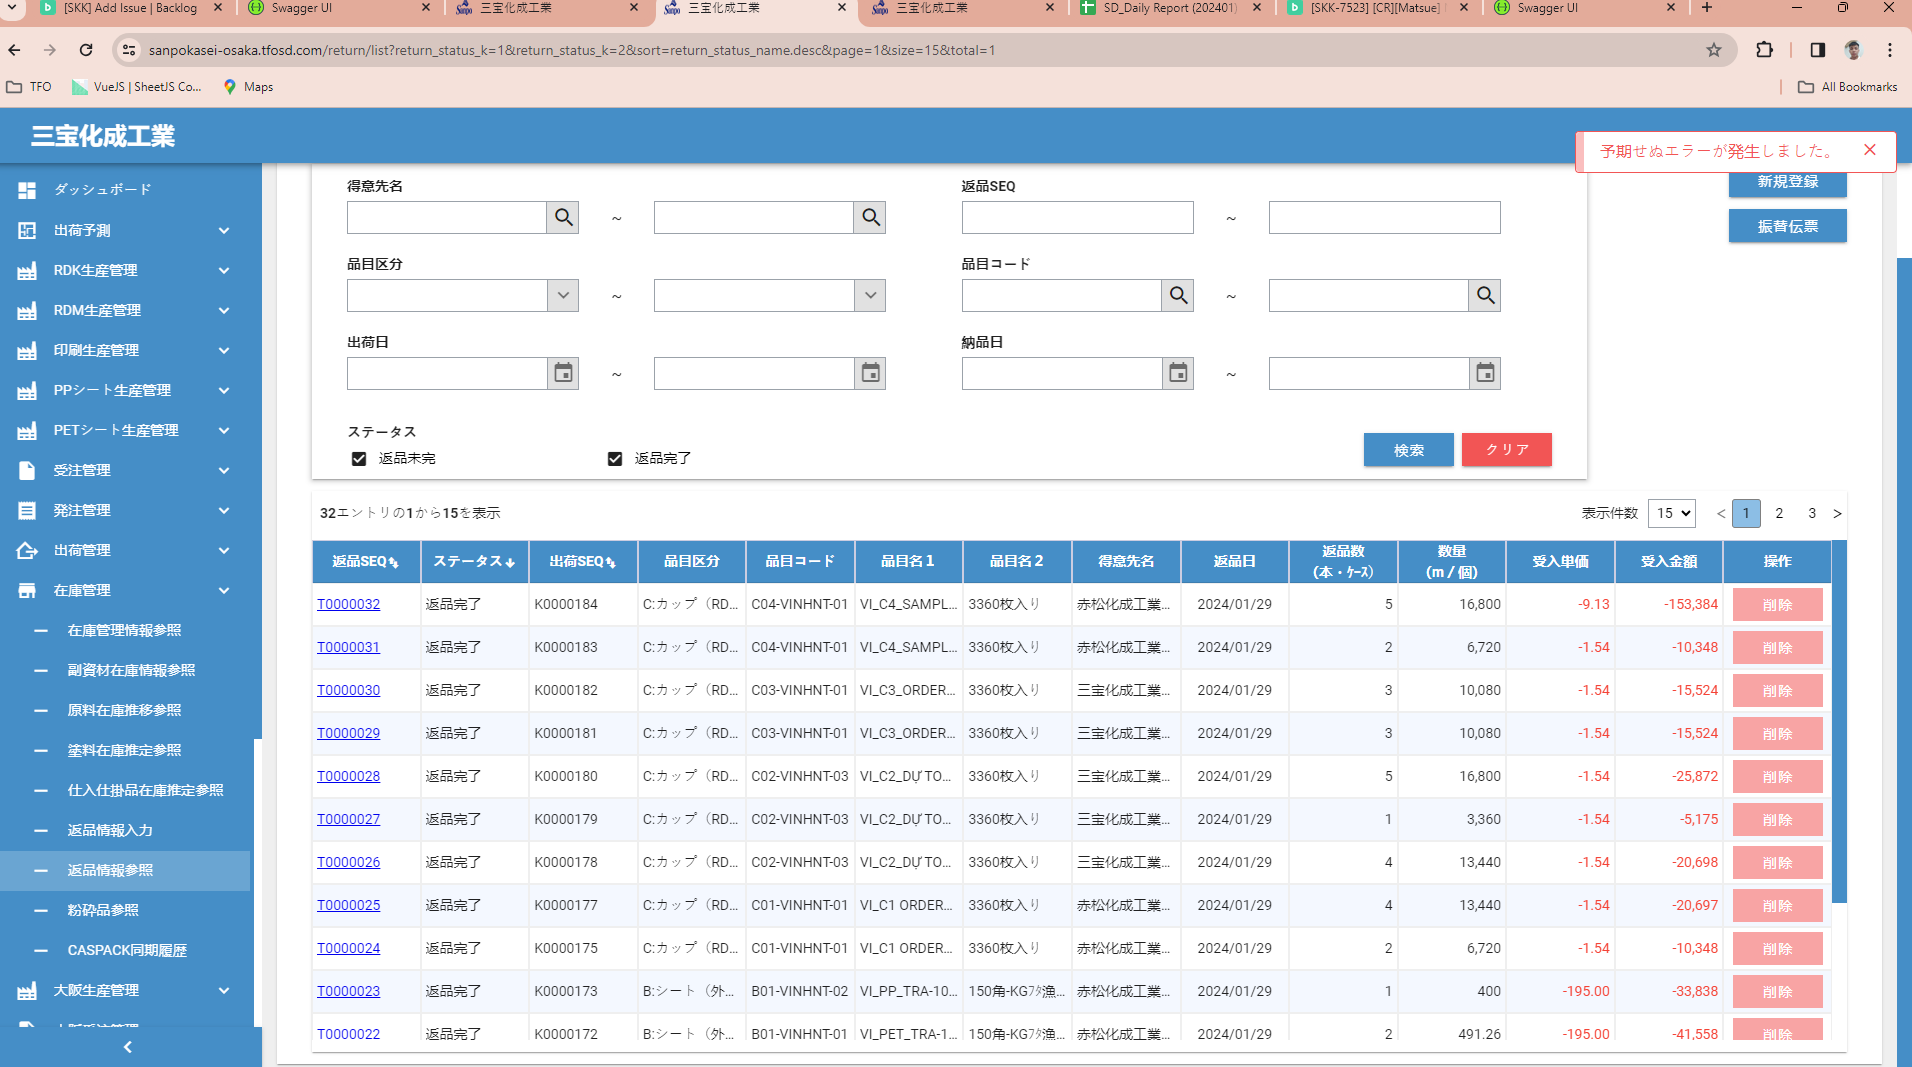 [SKK] Add Issue | Backlog
Swagger UI
三宝化成工業
三宝化成工業
三宝化成工業
SD_Daily Report (202401)
[SKK-7523] [CR][Matsue]
Swagger UI
sanpokasei-osaka.tfosd.com/return/list?return_status_k=1&return_status_k=2&sort=return_status_name.desc&page=1&size=15&total=1
TFO
VueJS | SheetJS Co...
Maps
All Bookmarks
三宝化成工業
予期せぬエラーが発生しました。
ダッシュボード
出荷予測
RDK生産管理
RDM生産管理
印刷生産管理
PPシート生産管理
PETシート生産管理
受注管理
発注管理
出荷管理
在庫管理
在庫管理情報参照
副資材在庫情報参照
原料在庫推移参照
塗料在庫推定参照
仕入仕掛品在庫推定参照
返品情報入力
返品情報参照
粉砕品参照
CASPACK同期履歴
大阪生産管理
得意先名
~
返品SEQ
~
新規登録
振替伝票
品目区分
~
品目コード
~
出荷日
~
納品日
~
ステータス
返品未完
返品完了
検索
クリア
32エントリの1から15を表示
表示件数 15 < 1 2 3 >
返品SEQ ステータス 出荷SEQ 品目区分 品目コード 品目名１ 品目名２ 得意先名 返品日 返品数(本・ｹｰｽ) 数量(m / 個) 受入単価 受入金額 操作
T0000032 返品完了 K0000184 C:カップ（RD... C04-VINHNT-01 VI_C4_SAMPL... 3360枚入り 赤松化成工業... 2024/01/29 5 16,800 -9.13 -153,384 削除
T0000031 返品完了 K0000183 C:カップ（RD... C04-VINHNT-01 VI_C4_SAMPL... 3360枚入り 赤松化成工業... 2024/01/29 2 6,720 -1.54 -10,348 削除
T0000030 返品完了 K0000182 C:カップ（RD... C03-VINHNT-01 VI_C3_ORDER... 3360枚入り 三宝化成工業... 2024/01/29 3 10,080 -1.54 -15,524 削除
T0000029 返品完了 K0000181 C:カップ（RD... C03-VINHNT-01 VI_C3_ORDER... 3360枚入り 三宝化成工業... 2024/01/29 3 10,080 -1.54 -15,524 削除
T0000028 返品完了 K0000180 C:カップ（RD... C02-VINHNT-03 VI_C2_DỰ TO... 3360枚入り 三宝化成工業... 2024/01/29 5 16,800 -1.54 -25,872 削除
T0000027 返品完了 K0000179 C:カップ（RD... C02-VINHNT-03 VI_C2_DỰ TO... 3360枚入り 三宝化成工業... 2024/01/29 1 3,360 -1.54 -5,175 削除
T0000026 返品完了 K0000178 C:カップ（RD... C02-VINHNT-03 VI_C2_DỰ TO... 3360枚入り 三宝化成工業... 2024/01/29 4 13,440 -1.54 -20,698 削除
T0000025 返品完了 K0000177 C:カップ（RD... C01-VINHNT-01 VI_C1 ORDER... 3360枚入り 赤松化成工業... 2024/01/29 4 13,440 -1.54 -20,697 削除
T0000024 返品完了 K0000175 C:カップ（RD... C01-VINHNT-01 VI_C1 ORDER... 3360枚入り 赤松化成工業... 2024/01/29 2 6,720 -1.54 -10,348 削除
T0000023 返品完了 K0000173 B:シート（外... B01-VINHNT-02 VI_PP_TRA-10... 150角-KGﾌﾀ漁... 赤松化成工業... 2024/01/29 1 400 -195.00 -33,838 削除
T0000022 返品完了 K0000172 B:シート（外... B01-VINHNT-01 VI_PET_TRA-1... 150角-KGﾌﾀ漁... 赤松化成工業... 2024/01/29 2 491.26 -195.00 -41,558 削除